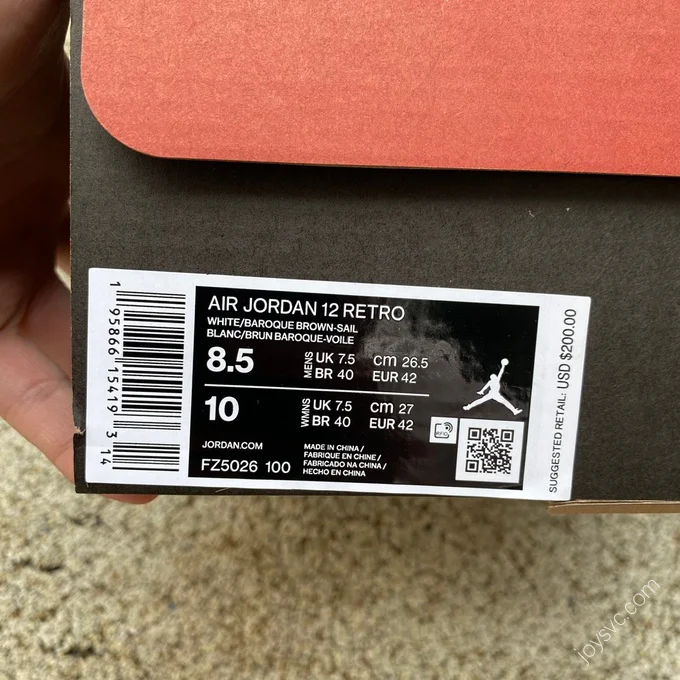 AIR JORDAN 12 RETRO
WHITE/BAROQUE BROWN-SAIL
BLANC/BRUN BAROQUE-VOILE
8.5 MENS UK 7.5 cm 26.5
BR 40 EUR 42
10 WMNS UK 7.5 cm 27
BR 40 EUR 42
JORDAN.COM
FZ5026 100
MADE IN CHINA/
FABRIQUE EN CHINE/
FABRICADO NA CHINA/
HECHO EN CHINA
1 95866 15419 3 14
SUGGESTED RETAIL: USD $200.00
joysvc.com